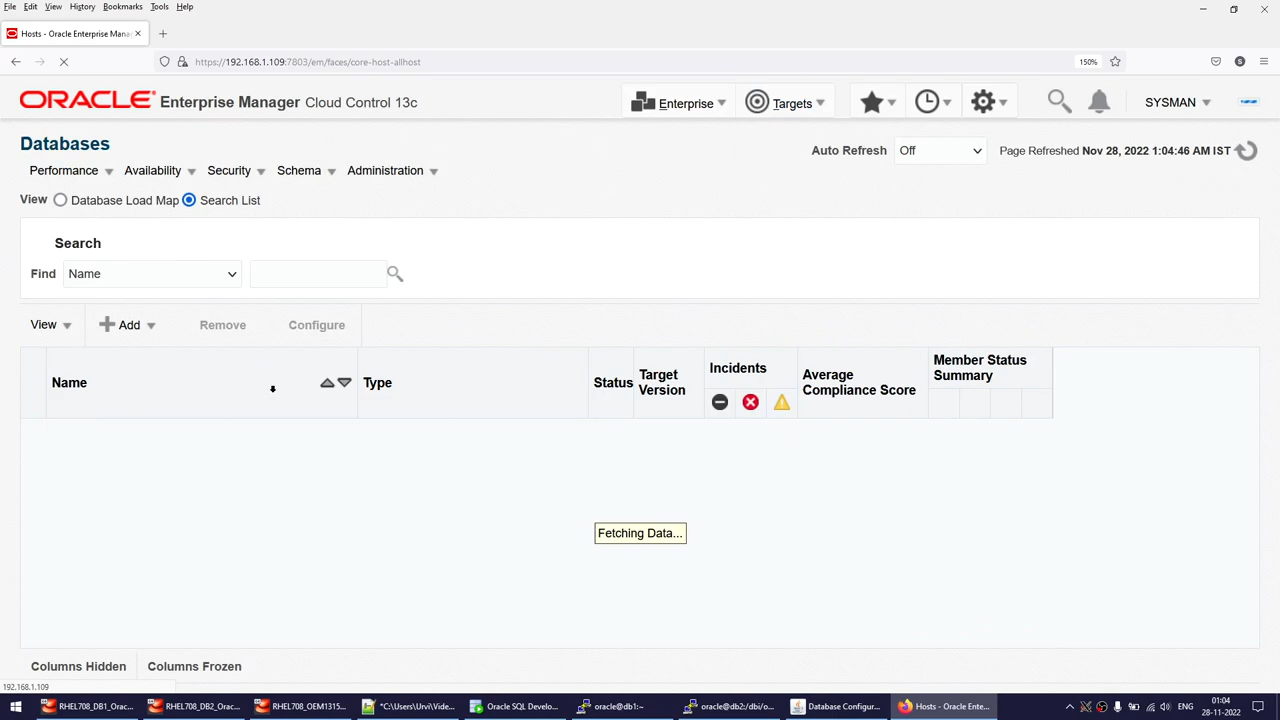 File Edit View History Bookmarks Tools Help
Hosts - Oracle Enterprise Mana
https://192.168.1.109:7803/em/faces/core-host-allhost
150%
S
ORACLE Enterprise Manager Cloud Control 13c
Enterprise Targets SYSMAN
Databases
Auto Refresh Off Page Refreshed Nov 28, 2022 1:04:46 AM IST
Performance Availability Security Schema Administration
View Database Load Map Search List
Search
Find Name
View Add Remove Configure
Name Type Status Target Version Incidents Average Compliance Score Member Status Summary
Fetching Data...
Columns Hidden Columns Frozen
192.168.1.109
RHEL708_DB1_Orac... RHEL708_DB2_Orac... RHEL708_OEM1315... *C:\Users\Urvi\Vide... Oracle SQL Develo... oracle@db1:~ oracle@db2:/dbi/o... Database Configur... Hosts - Oracle Ente...
01:04
28-11-2022